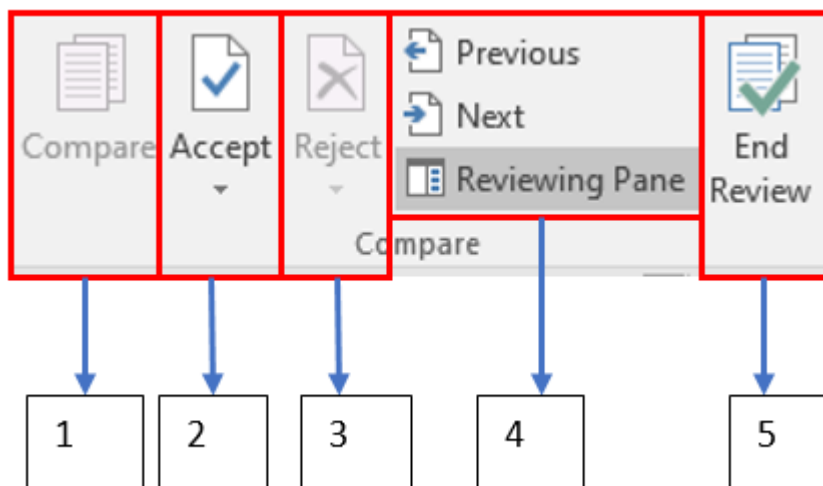 Compare
Accept
Reject
Previous
Next
Reviewing Pane
End
Review
Compare
1 2 3 4 5